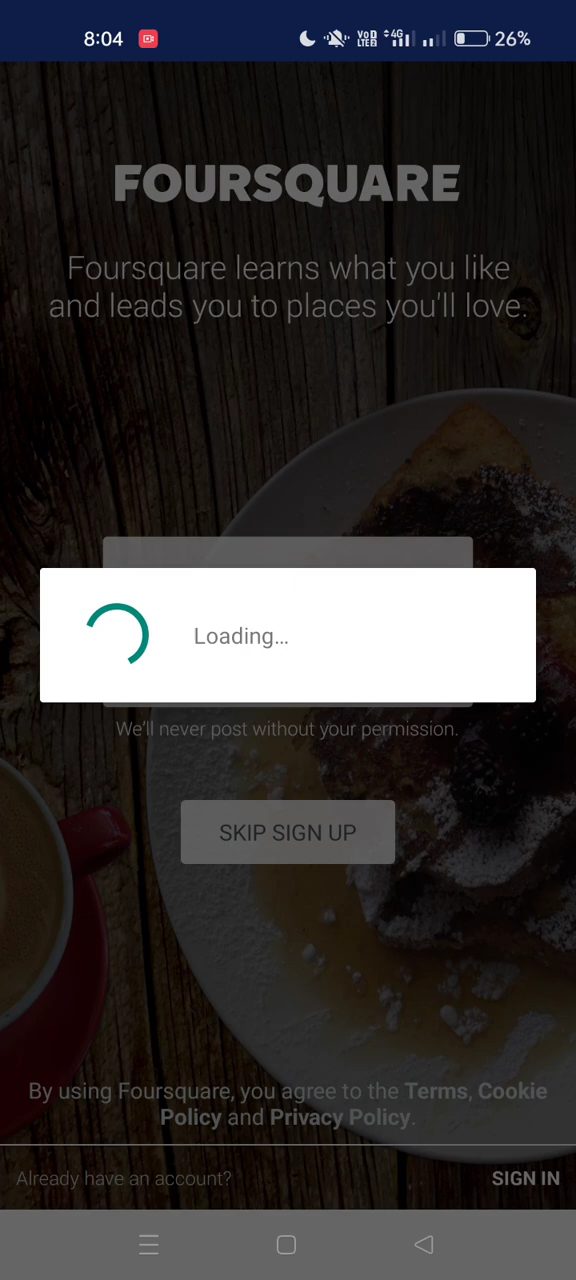 8:04
VoD LTE2 4G 26%
FOURSQUARE
Foursquare learns what you like
and leads you to places you'll love.
Loading...
We'll never post without your permission.
SKIP SIGN UP
By using Foursquare, you agree to the Terms, Cookie
Policy and Privacy Policy.
Already have an account?
SIGN IN